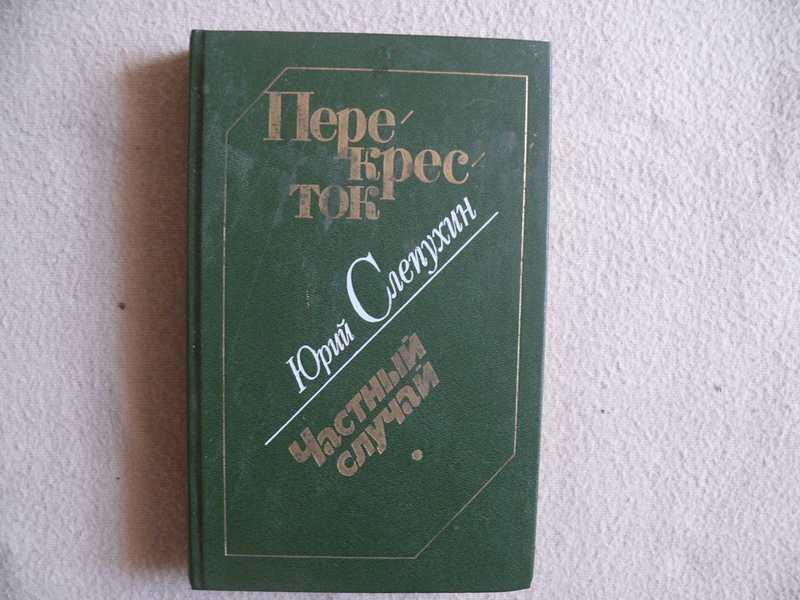 Пере-
крес-
ток
Юрий Слепухин
Частный
случай